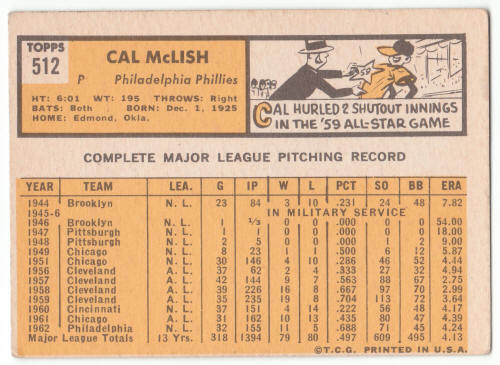 TOPPS
512
CAL McLISH
P Philadelphia Phillies
HT: 6:01 WT: 195 THROWS: Right
BATS: Both BORN: Dec. 1, 1925
HOME: Edmond, Okla.
'59
CAL HURLED 2 SHUTOUT INNINGS
IN THE '59 ALL-STAR GAME
COMPLETE MAJOR LEAGUE PITCHING RECORD
YEAR TEAM LEA. G IP W L PCT SO BB ERA
1944 Brooklyn N. L. 23 84 3 10 .231 24 48 7.82
1945-6 IN MILITARY SERVICE
1946 Brooklyn N. L. 1 1/3 0 0 .000 0 0 54.00
1947 Pittsburgh N. L. 1 1 0 0 .000 0 2 18.00
1948 Pittsburgh N. L. 2 5 0 0 .000 1 2 9.00
1949 Chicago N. L. 8 23 1 1 .500 6 12 5.87
1951 Chicago N. L. 30 146 4 10 .286 46 52 4.44
1956 Cleveland A. L. 37 62 2 4 .333 27 32 4.94
1957 Cleveland A. L. 42 144 9 7 .563 88 67 2.75
1958 Cleveland A. L. 39 226 16 8 .667 97 70 2.99
1959 Cleveland A. L. 35 235 19 8 .704 113 72 3.64
1960 Cincinnati N. L. 37 151 4 14 .222 56 48 4.17
1961 Chicago A. L. 31 162 10 13 .435 80 47 4.39
1962 Philadelphia N. L. 32 155 11 5 .688 71 45 4.24
Major League Totals 13 Yrs. 318 1394 79 80 .497 609 495 4.13
©T.C.G. PRINTED IN U.S.A.